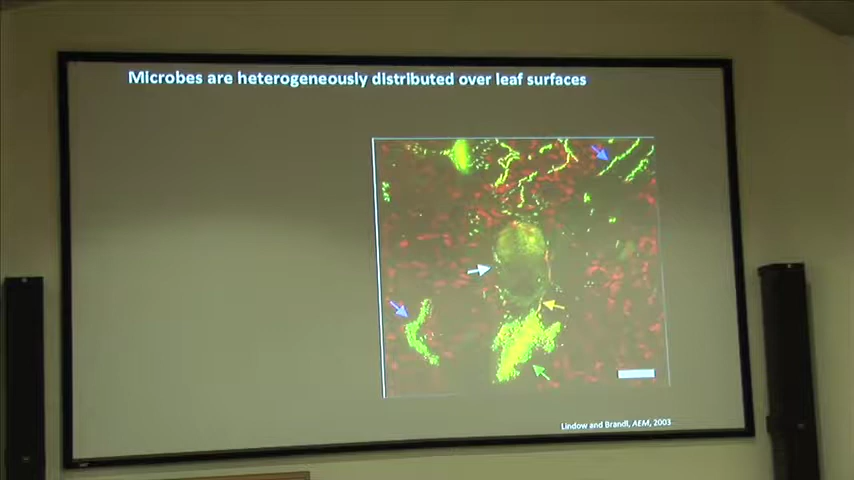 Microbes are heterogeneously distributed over leaf surfaces
Lindow and Brandl, AEM, 2003